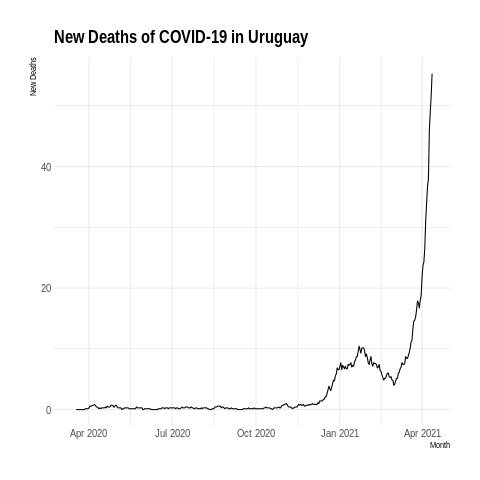 New Deaths of COVID-19 in Uruguay
New Deaths
40
20
0
Apr 2020 Jul 2020 Oct 2020 Jan 2021 Apr 2021
Month